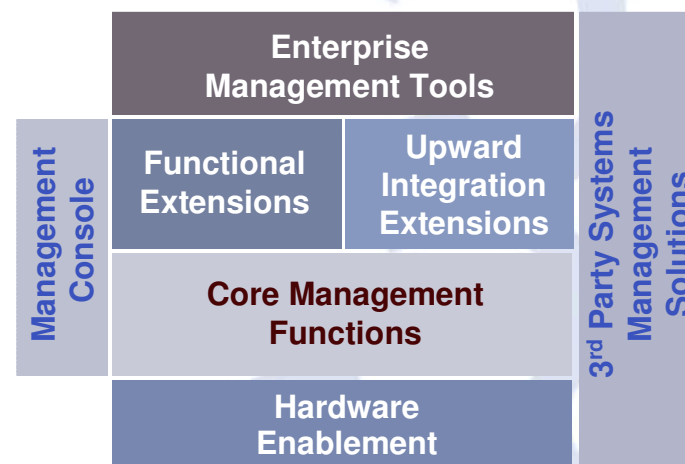 Enterprise
Management Tools
Management
Console
Functional
Extensions
Upward
Integration
Extensions
Core Management
Functions
Hardware
Enablement
3rd Party Systems
Management
Solutions